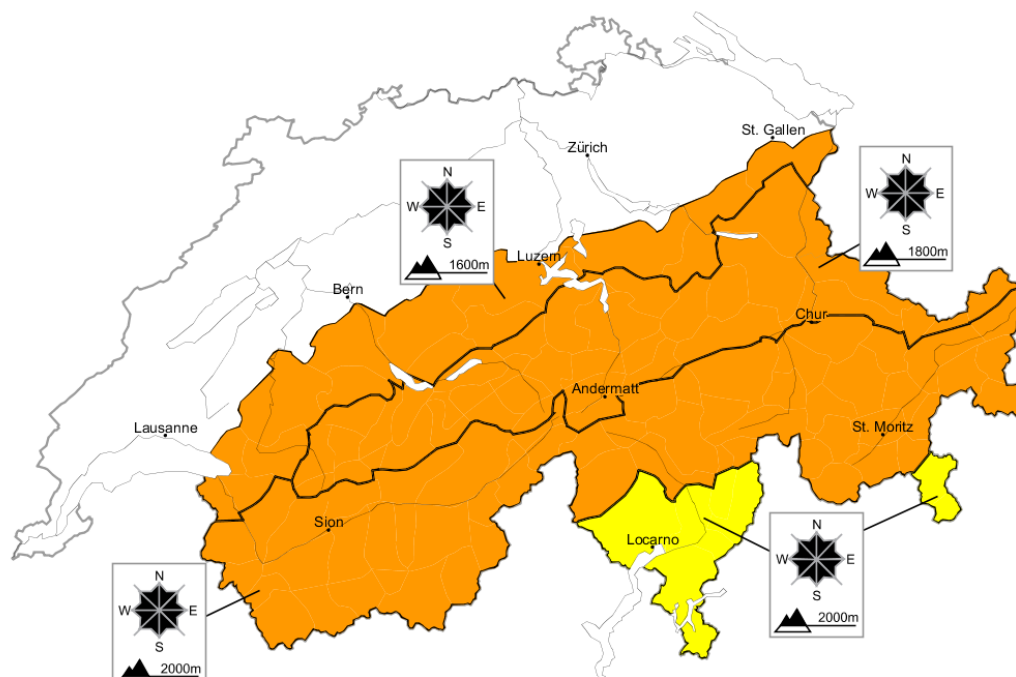 St. Gallen
Zürich
N
W
E
S
1600m
N
W
E
S
1800m
Luzern
Bern
Chur
Andermatt
Lausanne
St. Moritz
Sion
Locarno
N
W
E
S
2000m
N
W
E
S
2000m